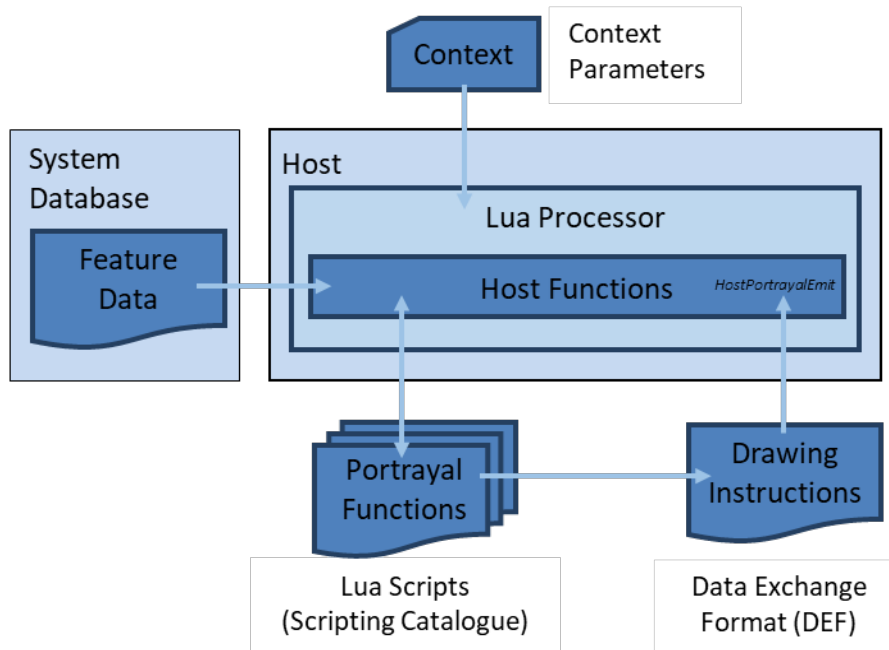 Context
Context
Parameters
System
Database
Feature
Data
Host
Lua Processor
Host Functions
HostPortrayalEmit
Portrayal
Functions
Drawing
Instructions
Lua Scripts
(Scripting Catalogue)
Data Exchange
Format (DEF)